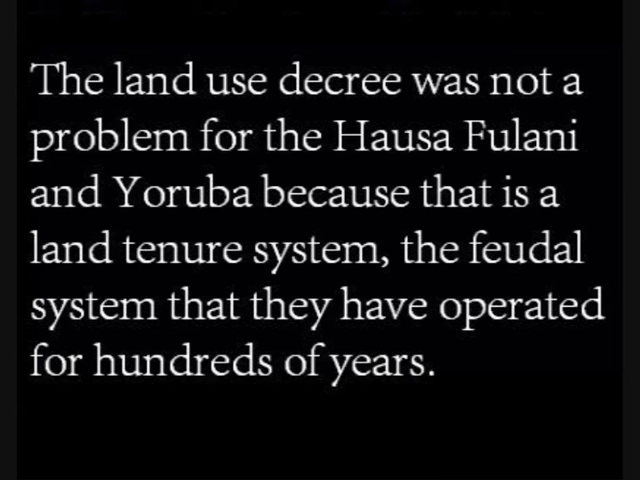 The land use decree was not a
problem for the Hausa Fulani
and Yoruba because that is a
land tenure system, the feudal
system that they have operated
for hundreds of years.